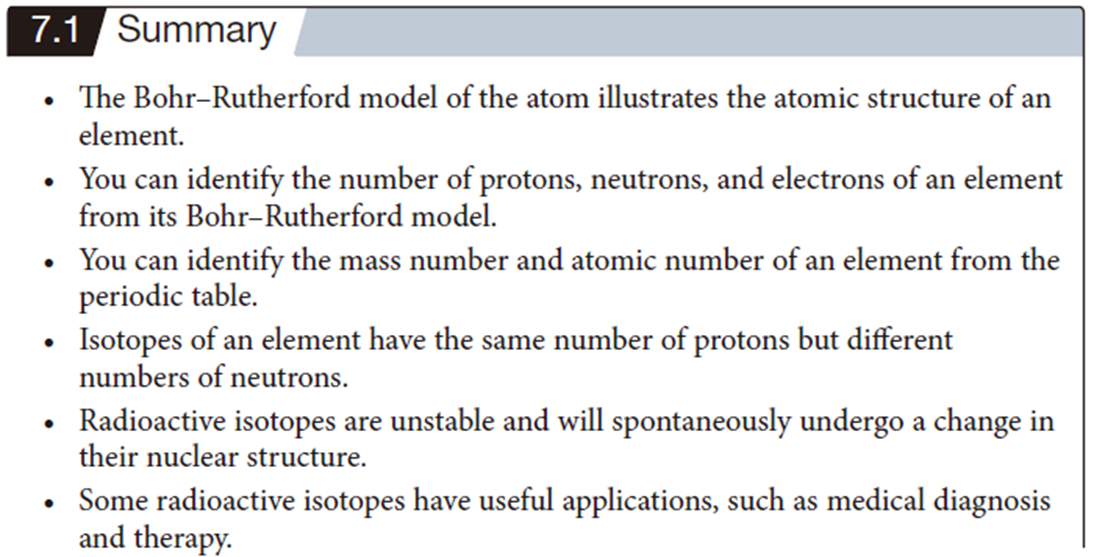 7.1 Summary
• The Bohr–Rutherford model of the atom illustrates the atomic structure of an
element.
• You can identify the number of protons, neutrons, and electrons of an element
from its Bohr–Rutherford model.
• You can identify the mass number and atomic number of an element from the
periodic table.
• Isotopes of an element have the same number of protons but different
numbers of neutrons.
• Radioactive isotopes are unstable and will spontaneously undergo a change in
their nuclear structure.
• Some radioactive isotopes have useful applications, such as medical diagnosis
and therapy.